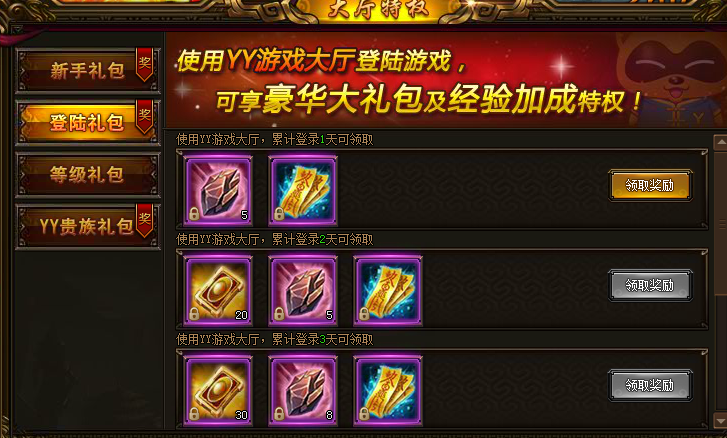 大厅特权
新手礼包
奖
登陆礼包
奖
等级礼包
YY贵族礼包
奖
使用YY游戏大厅登陆游戏，
可享豪华大礼包及经验加成特权！
使用YY游戏大厅，累计登录1天可领取
5
领取奖励
使用YY游戏大厅，累计登录2天可领取
20
5
领取奖励
使用YY游戏大厅，累计登录3天可领取
30
8
领取奖励